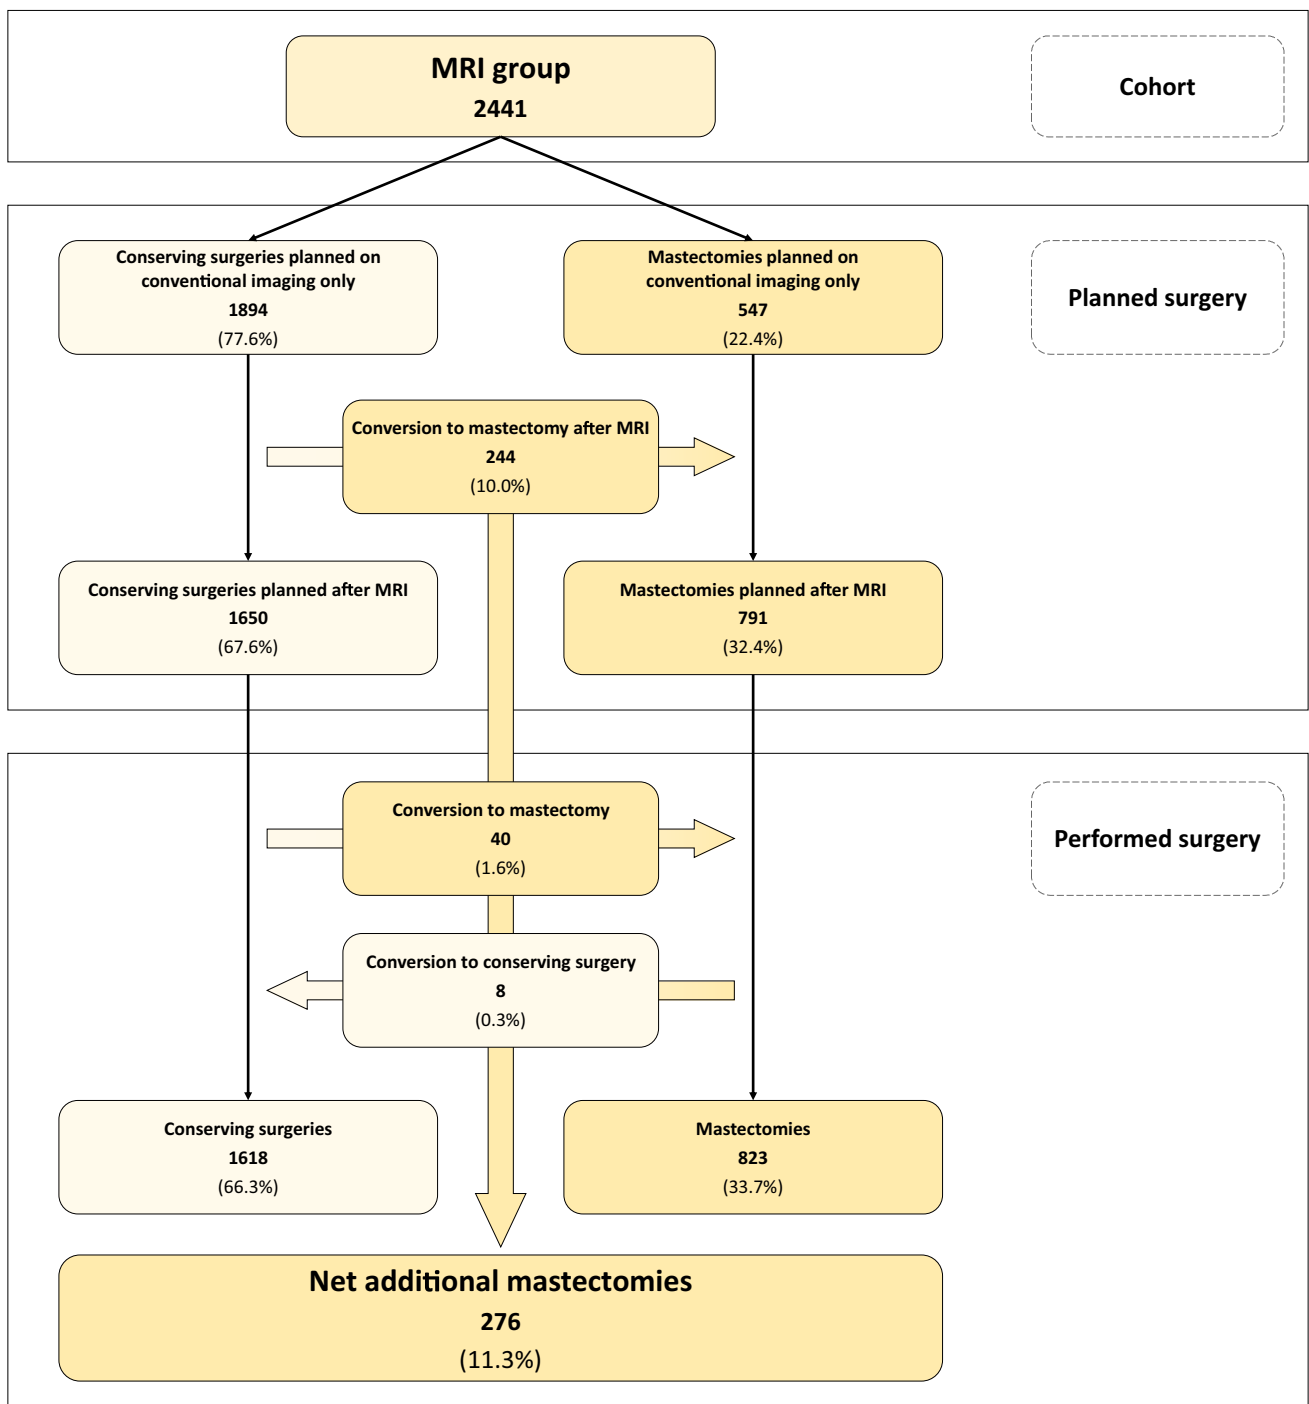 MRI group
2441
Cohort
Conserving surgeries planned on
conventional imaging only
1894
(77.6%)
Mastectomies planned on
conventional imaging only
547
(22.4%)
Planned surgery
Conversion to mastectomy after MRI
244
(10.0%)
Conserving surgeries planned after MRI
1650
(67.6%)
Mastectomies planned after MRI
791
(32.4%)
Conversion to mastectomy
40
(1.6%)
Performed surgery
Conversion to conserving surgery
8
(0.3%)
Conserving surgeries
1618
(66.3%)
Mastectomies
823
(33.7%)
Net additional mastectomies
276
(11.3%)